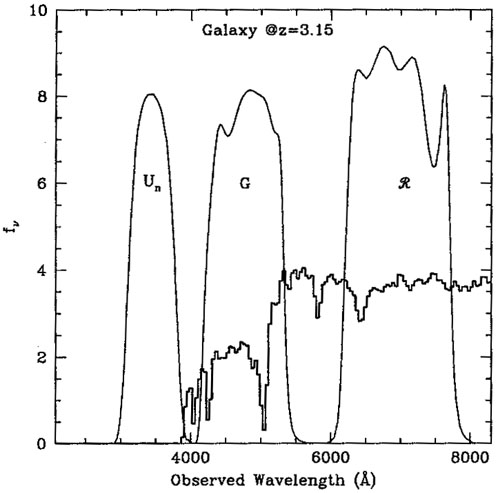 Galaxy @z=3.15
10
8
6
4
2
0
f_ν
U_n
G
ℛ
4000
6000
8000
Observed Wavelength (Å)